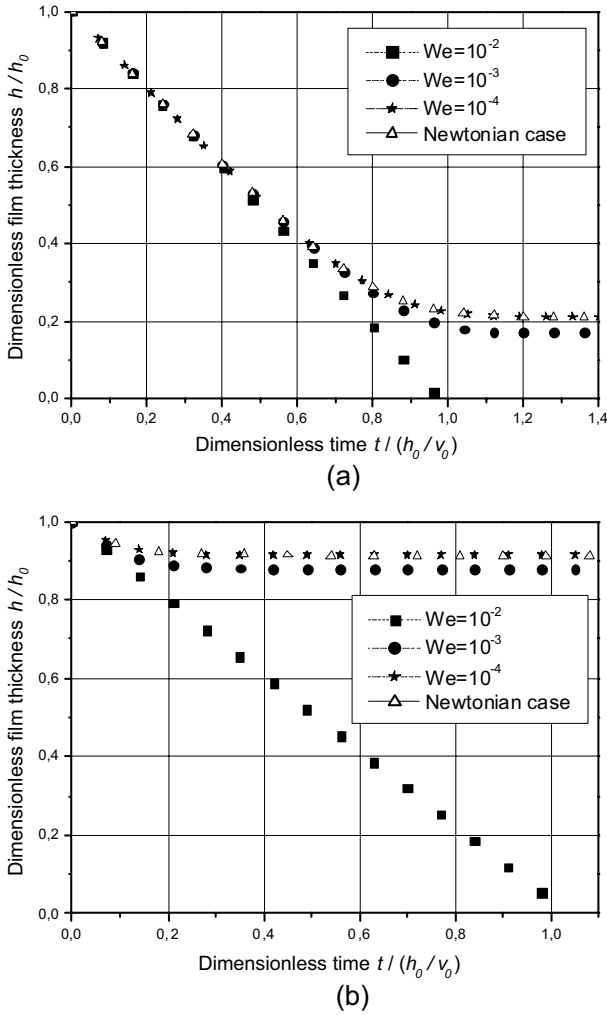 1,0
0,8
0,6
0,4
0,2
0,0
Dimensionless film thickness h / h0
We=10-2
We=10-3
We=10-4
Newtonian case
0,0 0,2 0,4 0,6 0,8 1,0 1,2 1,4
Dimensionless time t / (h0 / v0)
(a)
1,0
0,8
0,6
0,4
0,2
0,0
Dimensionless film thickness h / h0
We=10-2
We=10-3
We=10-4
Newtonian case
0,0 0,2 0,4 0,6 0,8 1,0
Dimensionless time t / (h0 / v0)
(b)